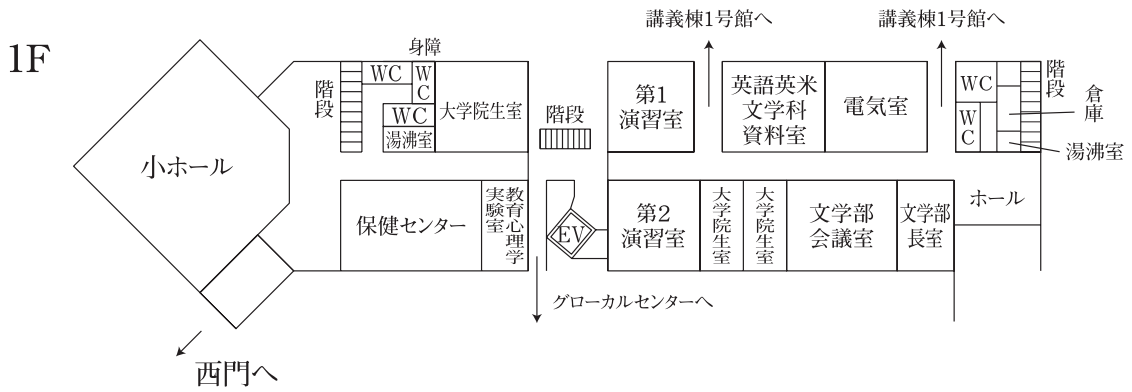 1F
講義棟1号館へ
講義棟1号館へ
階段
WC
身障
WC
WC
湯沸室
大学院生室
階段
第1
演習室
英語英米
文学科
資料室
電気室
WC
WC
階段
倉庫
湯沸室
小ホール
保健センター
教育心理学
実験室
EV
第2
演習室
大学院生室
大学院生室
文学部
会議室
文学部
長室
ホール
グローカルセンターへ
西門へ